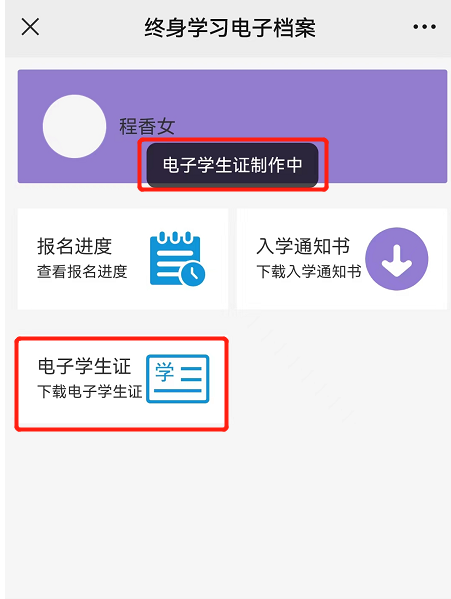 终身学习电子档案
程香女
电子学生证制作中
报名进度
查看报名进度
入学通知书
下载入学通知书
电子学生证
下载电子学生证
学